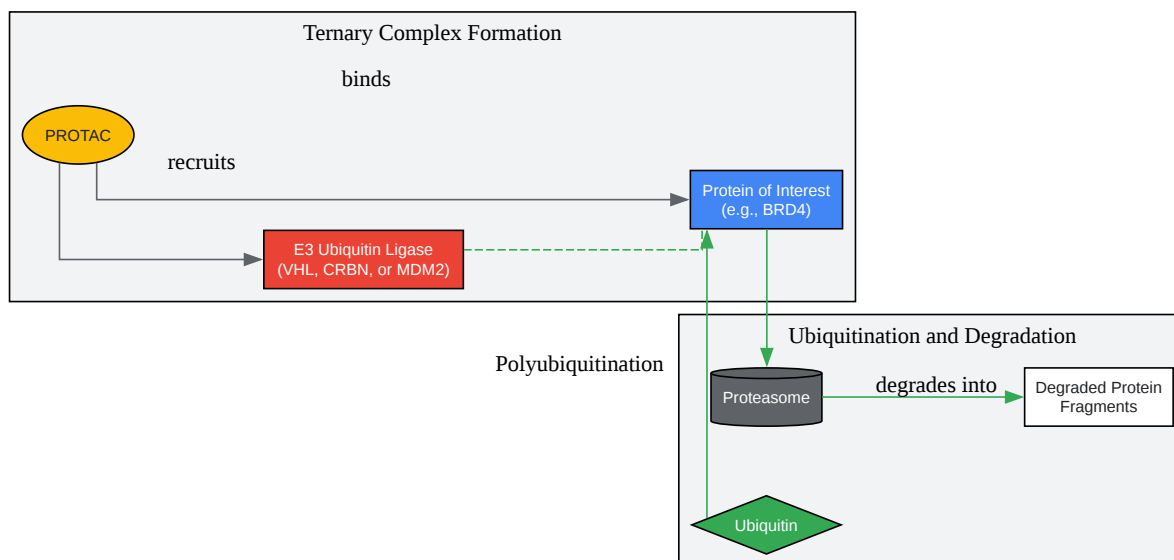 Ternary Complex Formation
binds
PROTAC
recruits
Protein of Interest
(e.g., BRD4)
E3 Ubiquitin Ligase
(VHL, CRBN, or MDM2)
Ubiquitination and Degradation
Polyubiquitination
Proteasome
degrades into
Degraded Protein
Fragments
Ubiquitin